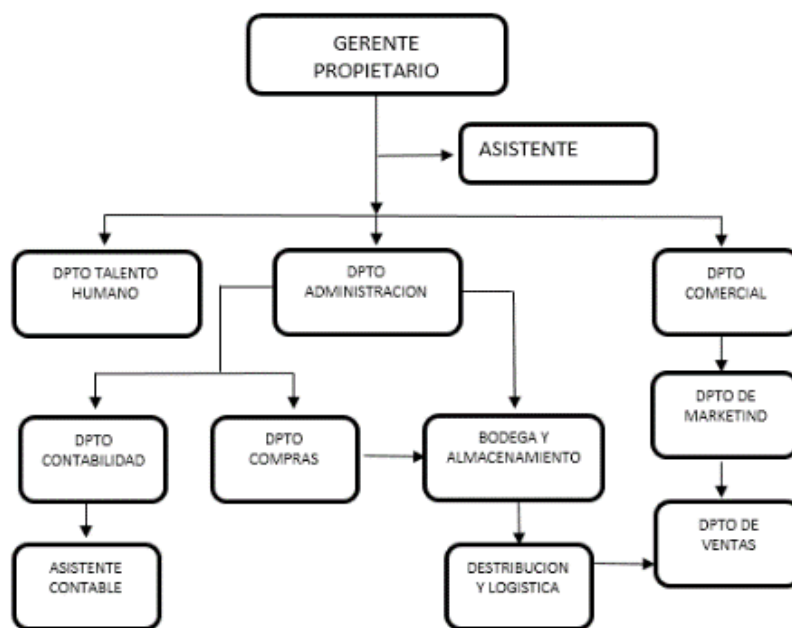 GERENTE
PROPIETARIO
ASISTENTE
DPTO TALENTO
HUMANO
DPTO
ADMINISTRACION
DPTO
COMERCIAL
DPTO DE
MARKETIND
DPTO
CONTABILIDAD
DPTO
COMPRAS
BODEGA Y
ALMACENAMIENTO
DPTO DE
VENTAS
ASISTENTE
CONTABLE
DESTRIBUCION
Y LOGISTICA